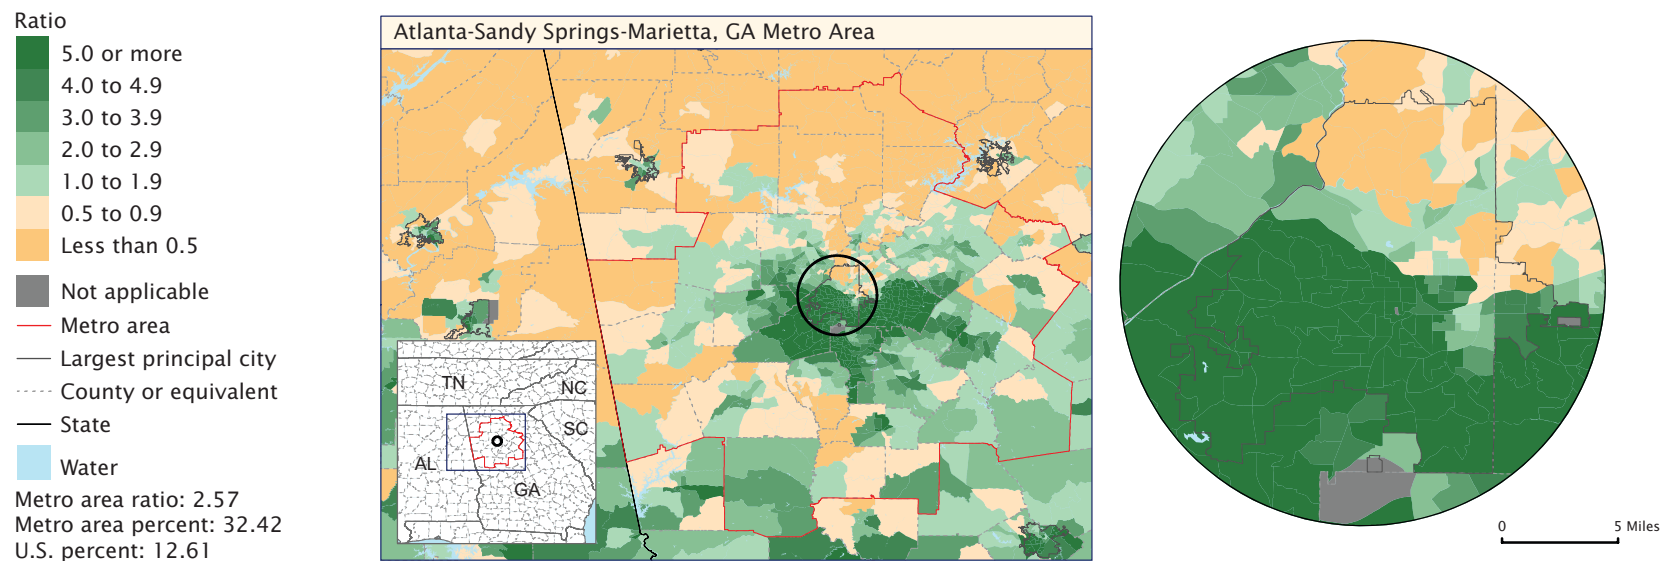 Ratio
5.0 or more
4.0 to 4.9
3.0 to 3.9
2.0 to 2.9
1.0 to 1.9
0.5 to 0.9
Less than 0.5
Not applicable
Metro area
Largest principal city
County or equivalent
State
Water
Metro area ratio: 2.57
Metro area percent: 32.42
U.S. percent: 12.61
Atlanta-Sandy Springs-Marietta, GA Metro Area
TN
NC
SC
AL
GA
0 5 Miles